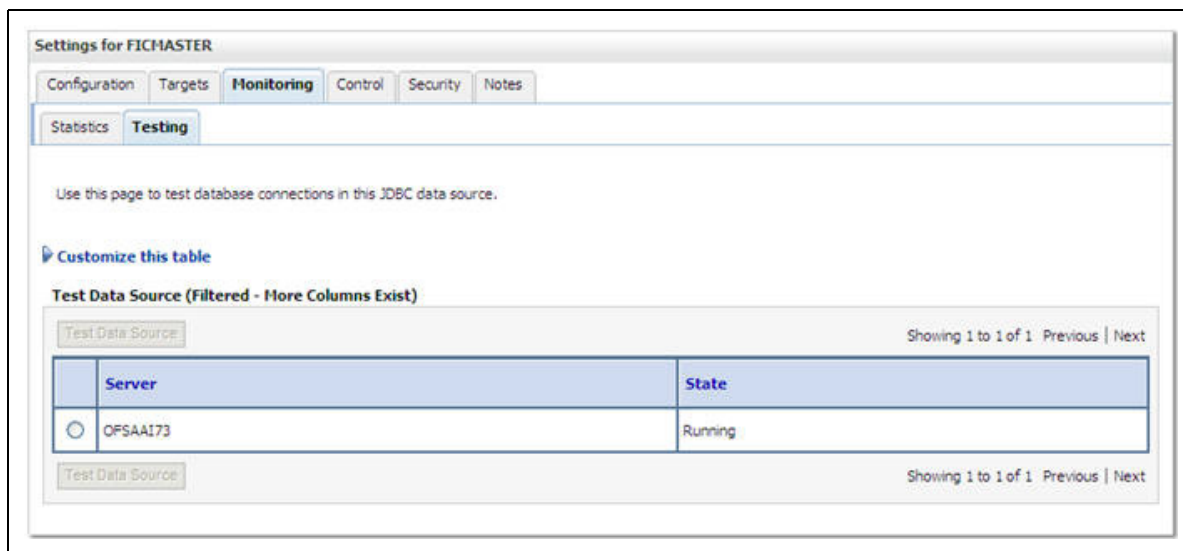 Settings for FICMASTER
Configuration Targets Monitoring Control Security Notes
Statistics Testing
Use this page to test database connections in this JDBC data source.
Customize this table
Test Data Source (Filtered - More Columns Exist)
Test Data Source Showing 1 to 1 of 1 Previous | Next
Server State
OFSAAI73 Running
Test Data Source Showing 1 to 1 of 1 Previous | Next